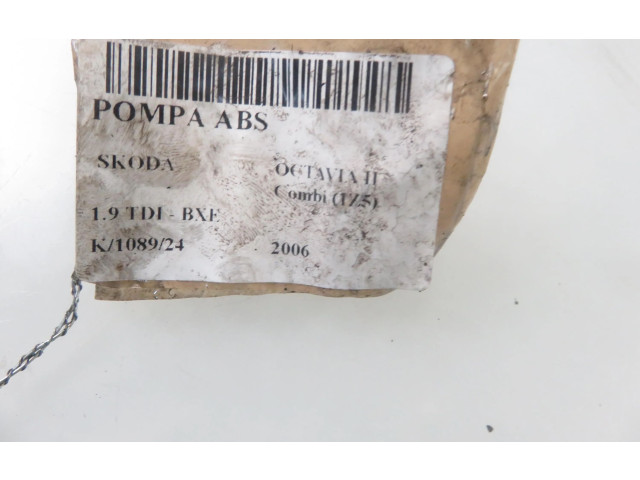 POMPA ABS
SKODA OCTAVIA II
Combi (1Z5)
1.9 TDI - BXE
K/1089/24 2006